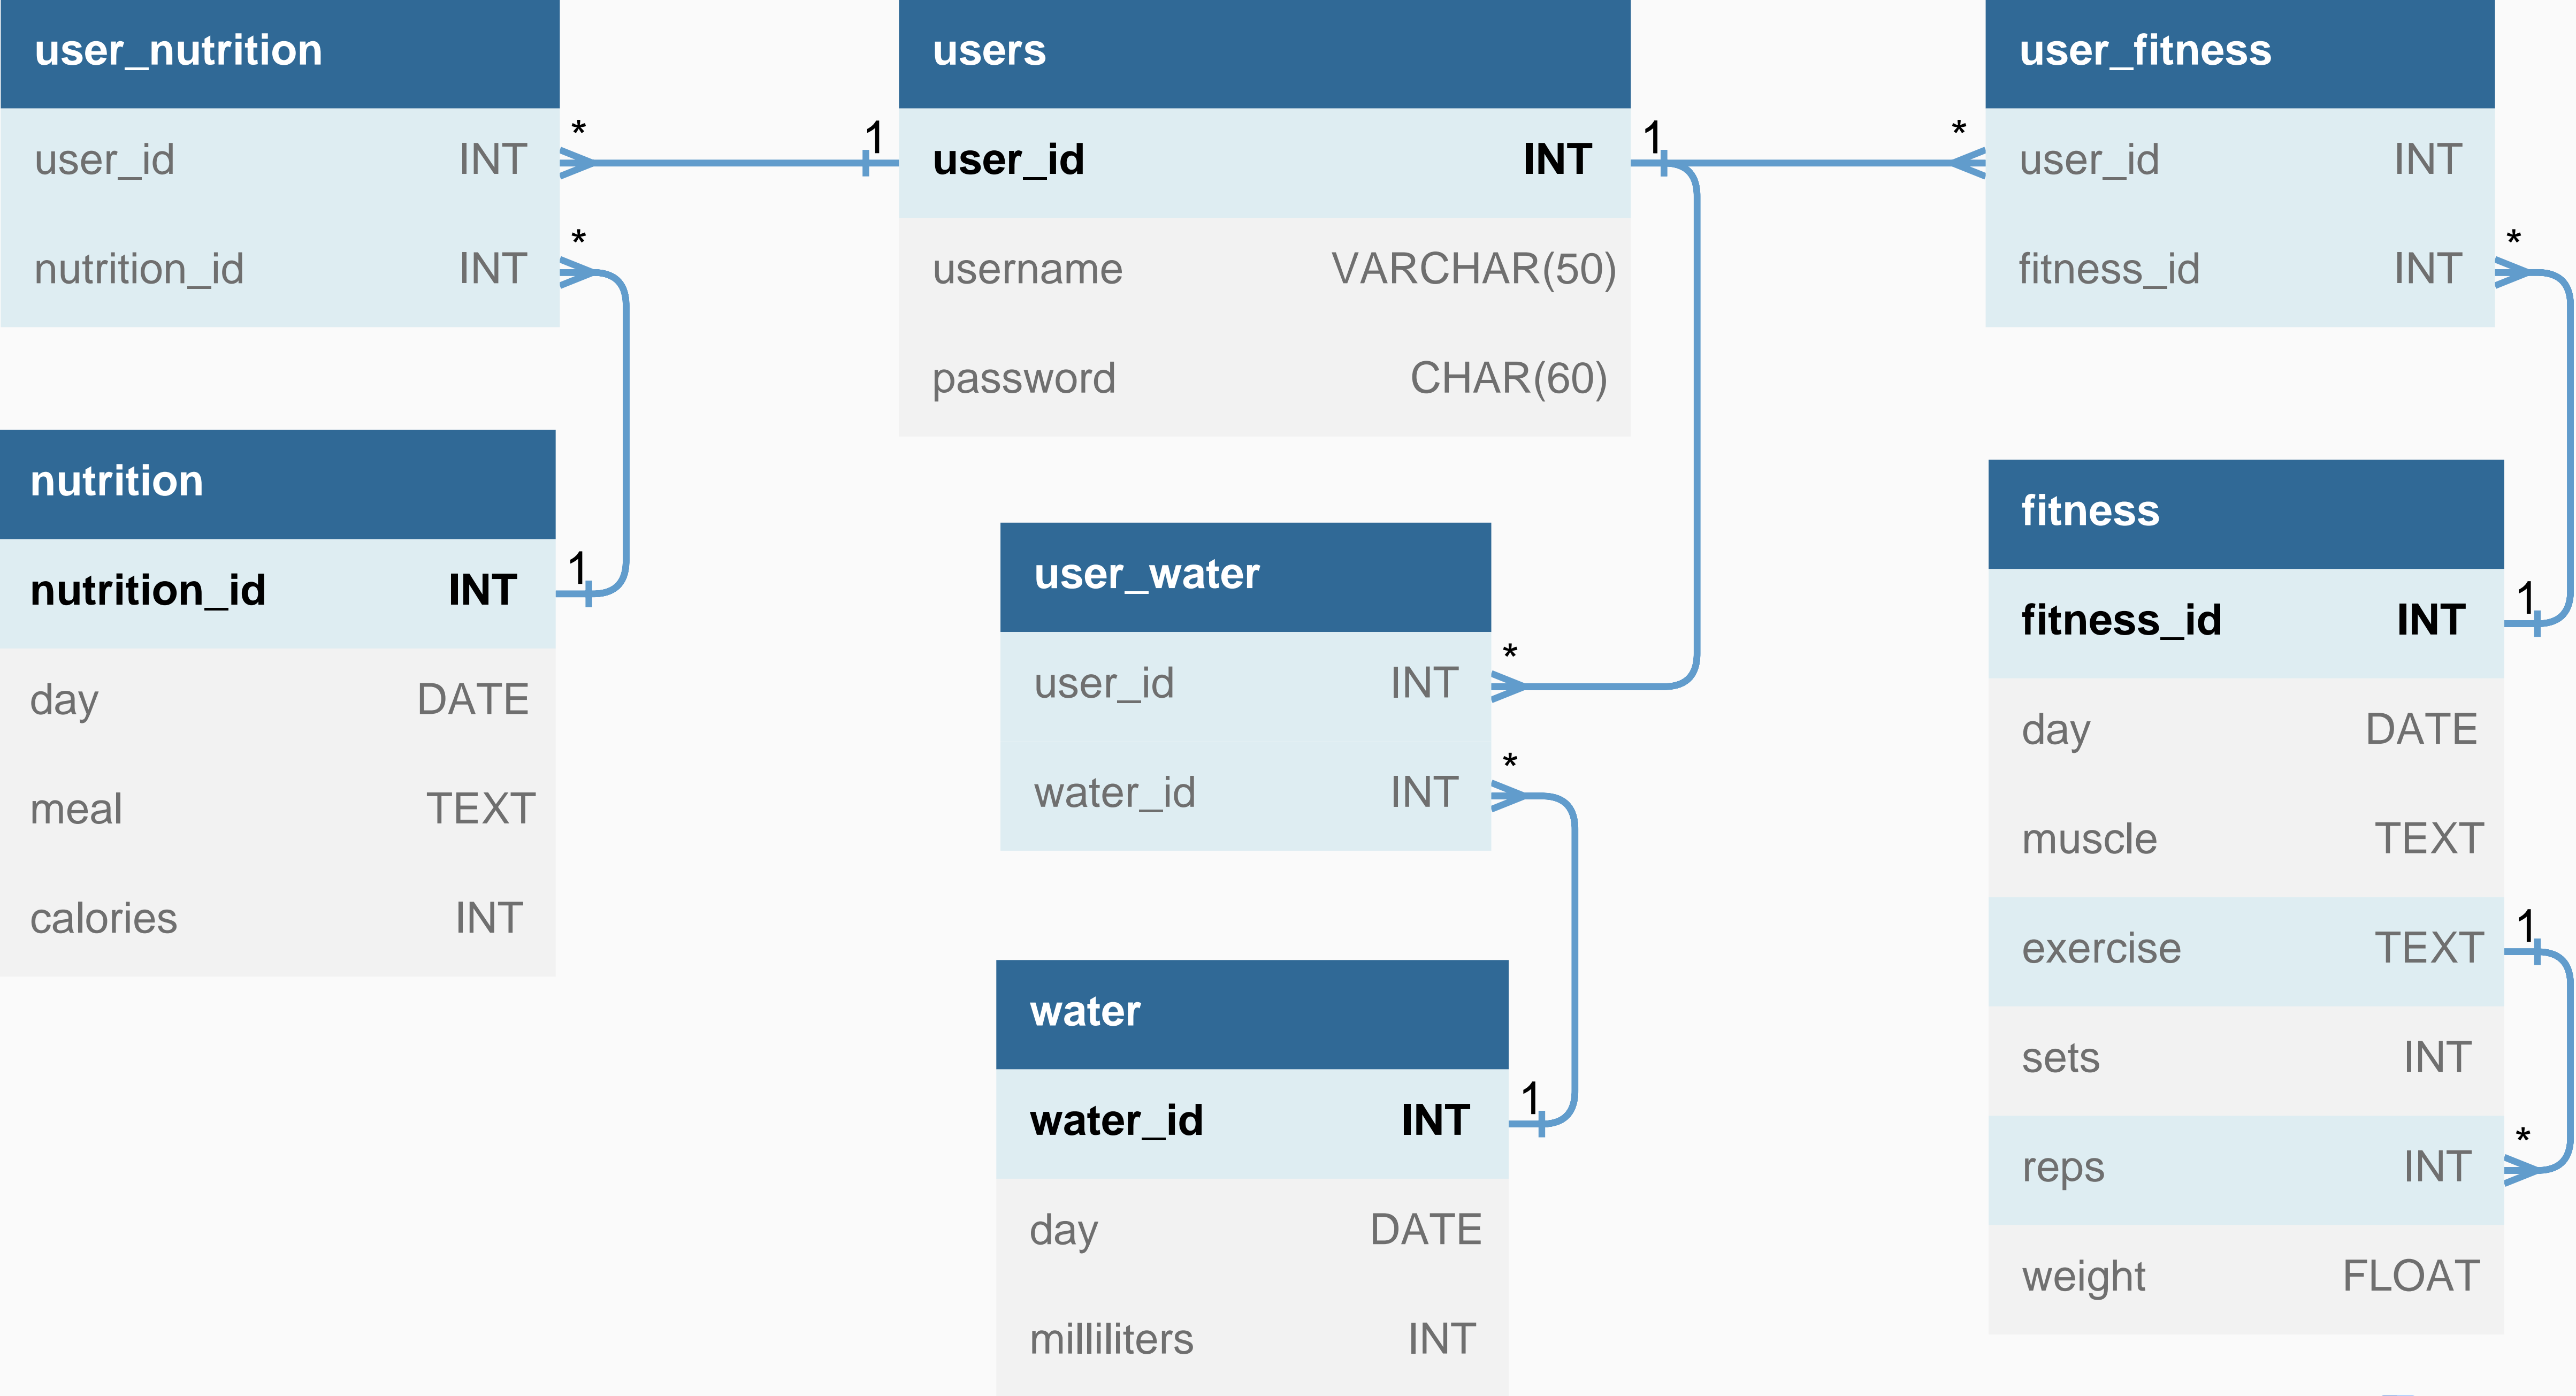 user_nutrition
user_id INT
nutrition_id INT
*
*
1
users
user_id INT
username VARCHAR(50)
password CHAR(60)
1
*
user_fitness
user_id INT
fitness_id INT
*
nutrition
nutrition_id INT
day DATE
meal TEXT
calories INT
1
user_water
user_id INT
water_id INT
*
*
water
water_id INT
day DATE
milliliters INT
1
fitness
fitness_id INT
day DATE
muscle TEXT
exercise TEXT
sets INT
reps INT
weight FLOAT
1
1
*